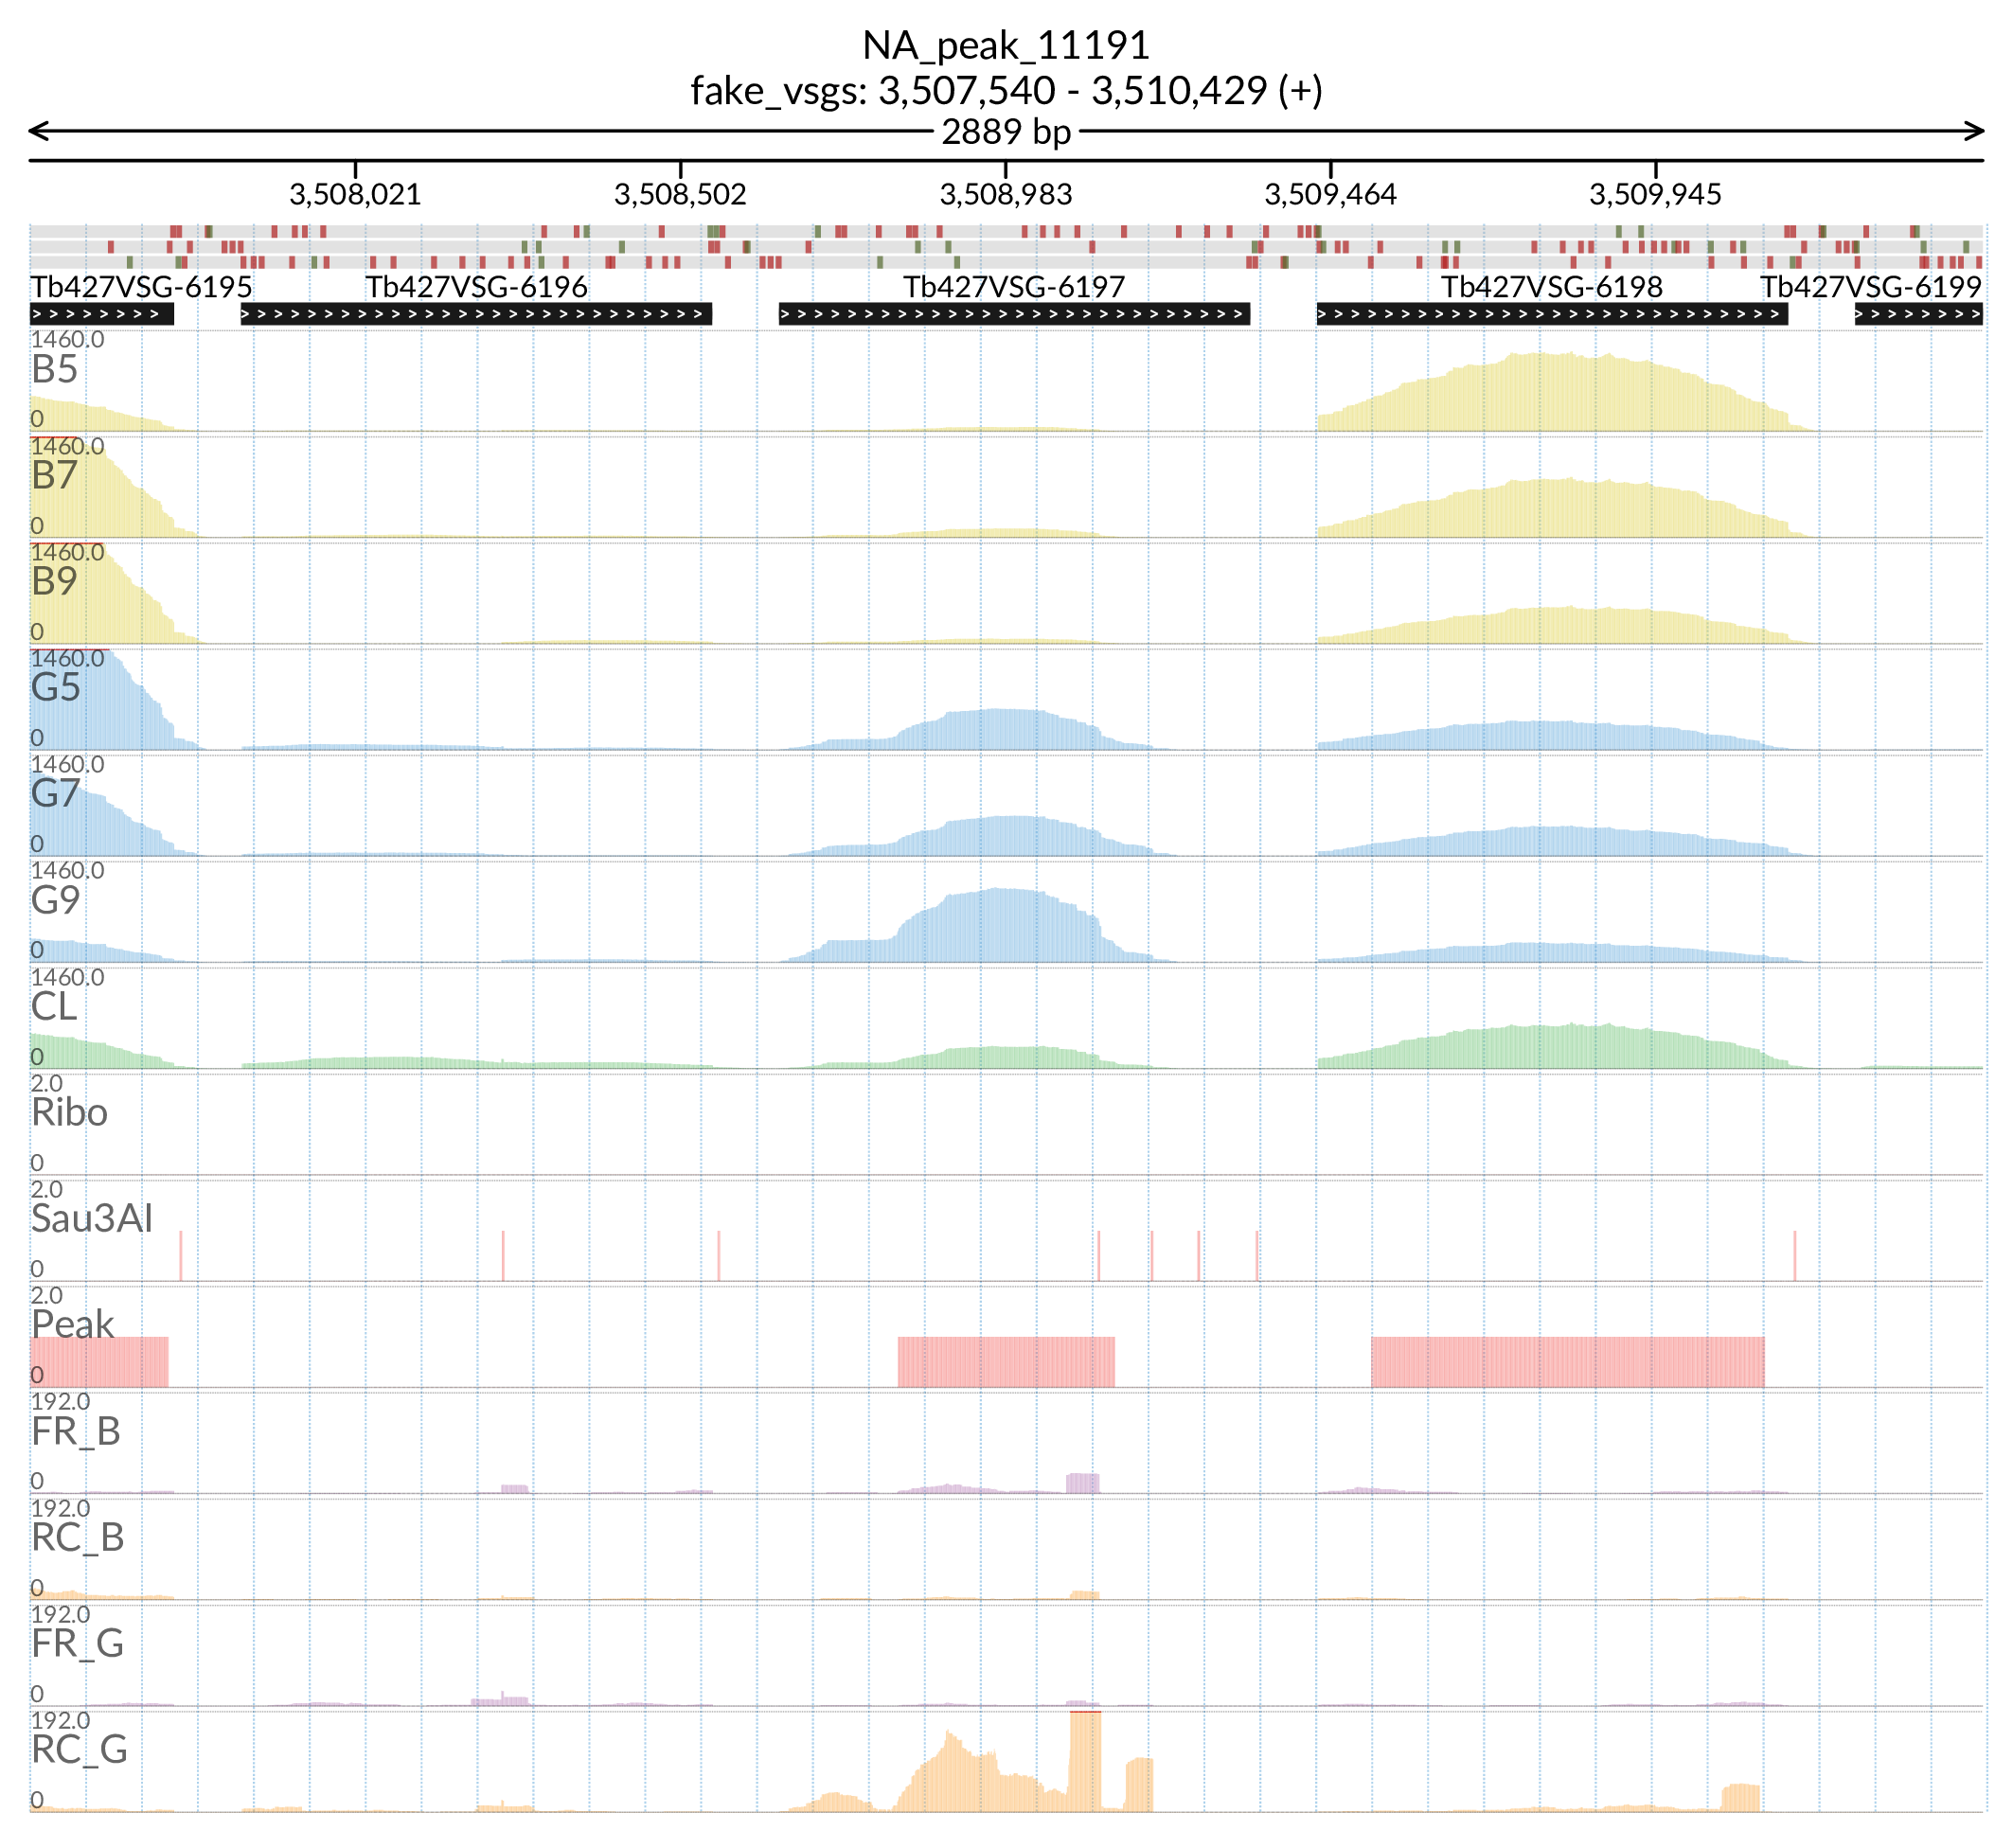 NA_peak_11191
fake_vsgs: 3,507,540 - 3,510,429 (+)
2889 bp
3,508,021 3,508,502 3,508,983 3,509,464 3,509,945
Tb427VSG-6195 Tb427VSG-6196 Tb427VSG-6197 Tb427VSG-6198 Tb427VSG-6199
1460.0
B5
0
1460.0
B7
0
1460.0
B9
0
1460.0
G5
0
1460.0
G7
0
1460.0
G9
0
1460.0
CL
0
2.0
Ribo
0
2.0
Sau3AI
0
2.0
Peak
0
192.0
FR_B
0
192.0
RC_B
0
192.0
FR_G
0
192.0
RC_G
0